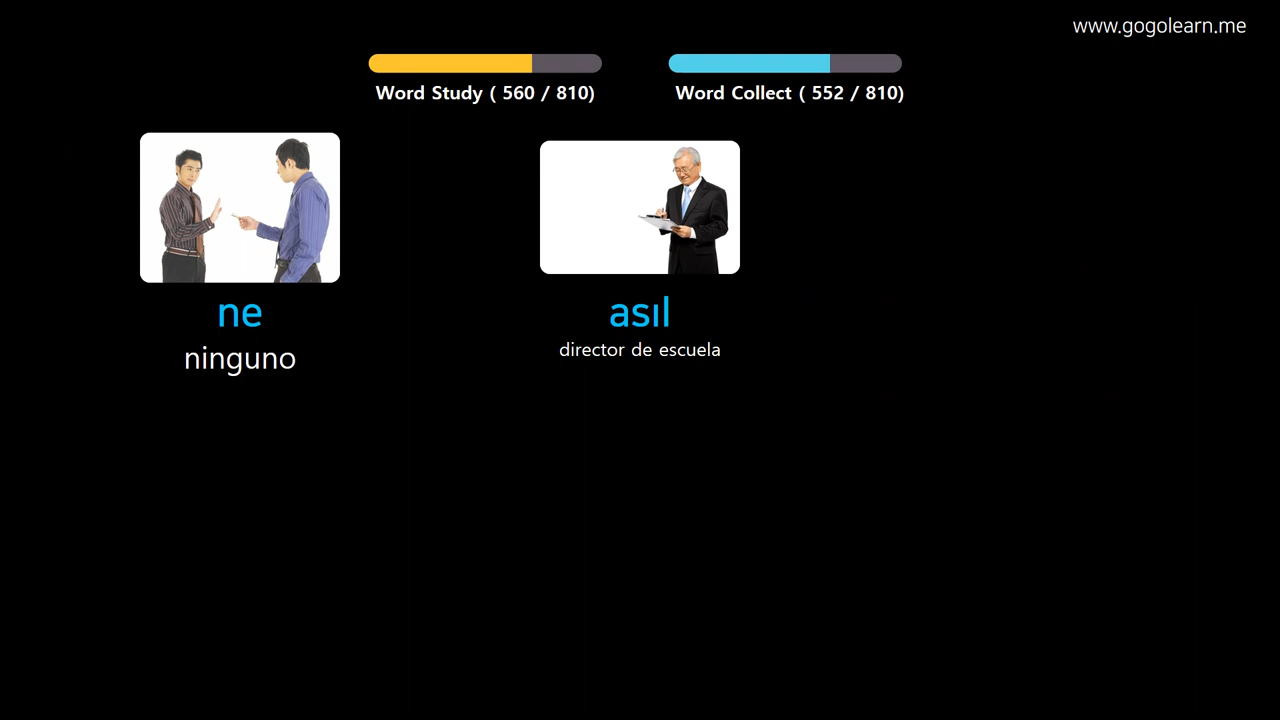 www.gogolearn.me
Word Study ( 560 / 810)
Word Collect ( 552 / 810)
ne
ninguno
asıl
director de escuela